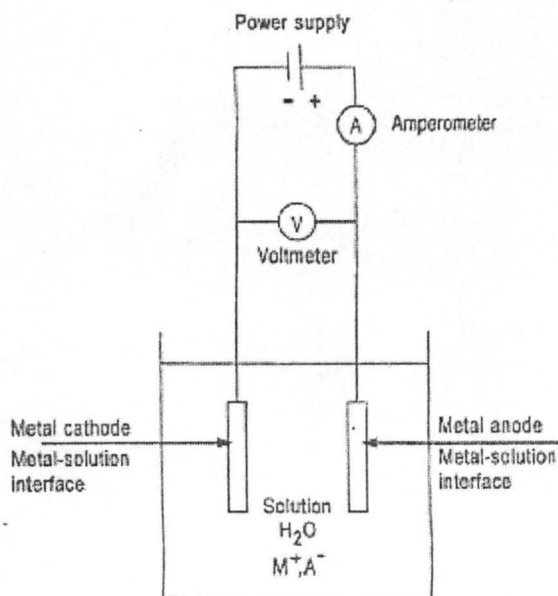 Power supply
- +
A
Amperometer
V
Voltmeter
Metal cathode
Metal-solution
interface
Metal anode
Metal-solution
interface
Solution
H₂O
M⁺,A⁻